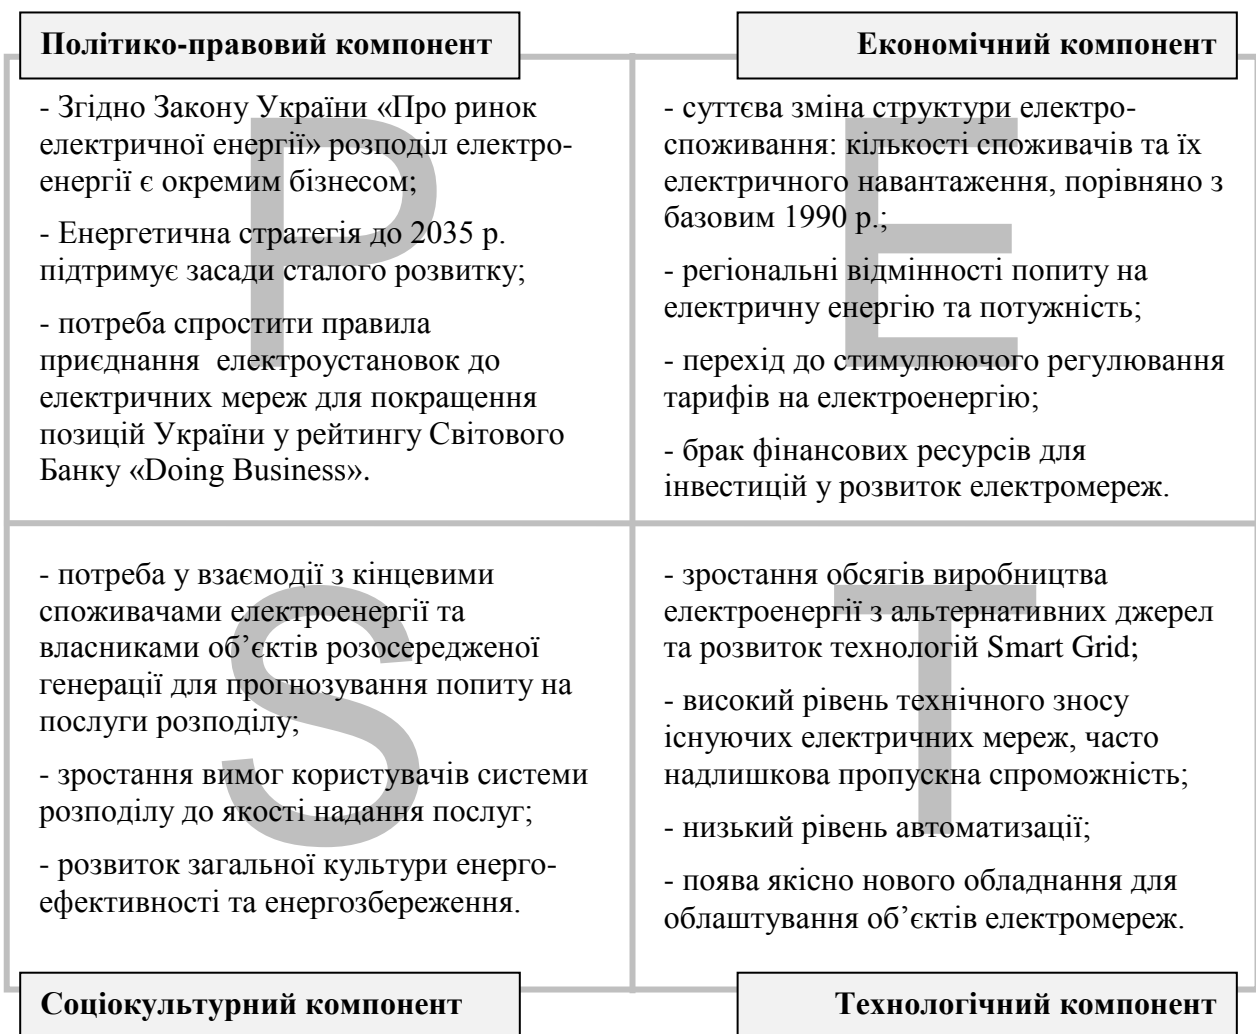 Політико-правовий компонент
- Згідно Закону України «Про ринок
електричної енергії» розподіл електро-
енергії є окремим бізнесом;
- Енергетична стратегія до 2035 р.
підтримує засади сталого розвитку;
- потреба спростити правила
приєднання електроустановок до
електричних мереж для покращення
позицій України у рейтингу Світового
Банку «Doing Business».
P
Економічний компонент
- суттєва зміна структури електро-
споживання: кількості споживачів та їх
електричного навантаження, порівняно з
базовим 1990 р.;
- регіональні відмінності попиту на
електричну енергію та потужність;
- перехід до стимулюючого регулювання
тарифів на електроенергію;
- брак фінансових ресурсів для
інвестицій у розвиток електромереж.
E
- потреба у взаємодії з кінцевими
споживачами електроенергії та
власниками об’єктів розосередженої
генерації для прогнозування попиту на
послуги розподілу;
- зростання вимог користувачів системи
розподілу до якості надання послуг;
- розвиток загальної культури енерго-
ефективності та енергозбереження.
S
Соціокультурний компонент
- зростання обсягів виробництва
електроенергії з альтернативних джерел
та розвиток технологій Smart Grid;
- високий рівень технічного зносу
існуючих електричних мереж, часто
надлишкова пропускна спроможність;
- низький рівень автоматизації;
- поява якісно нового обладнання для
облаштування об’єктів електромереж.
T
Технологічний компонент